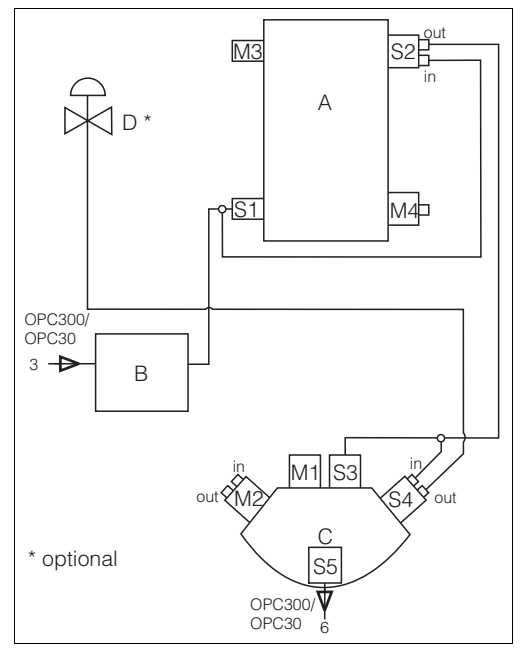 out
M3
S2
A
in
D *
S1
M4
OPC300/
OPC30
3
B
in
M1
S3
in
out
M2
S4
out
C
S5
* optional
OPC300/
OPC30
6